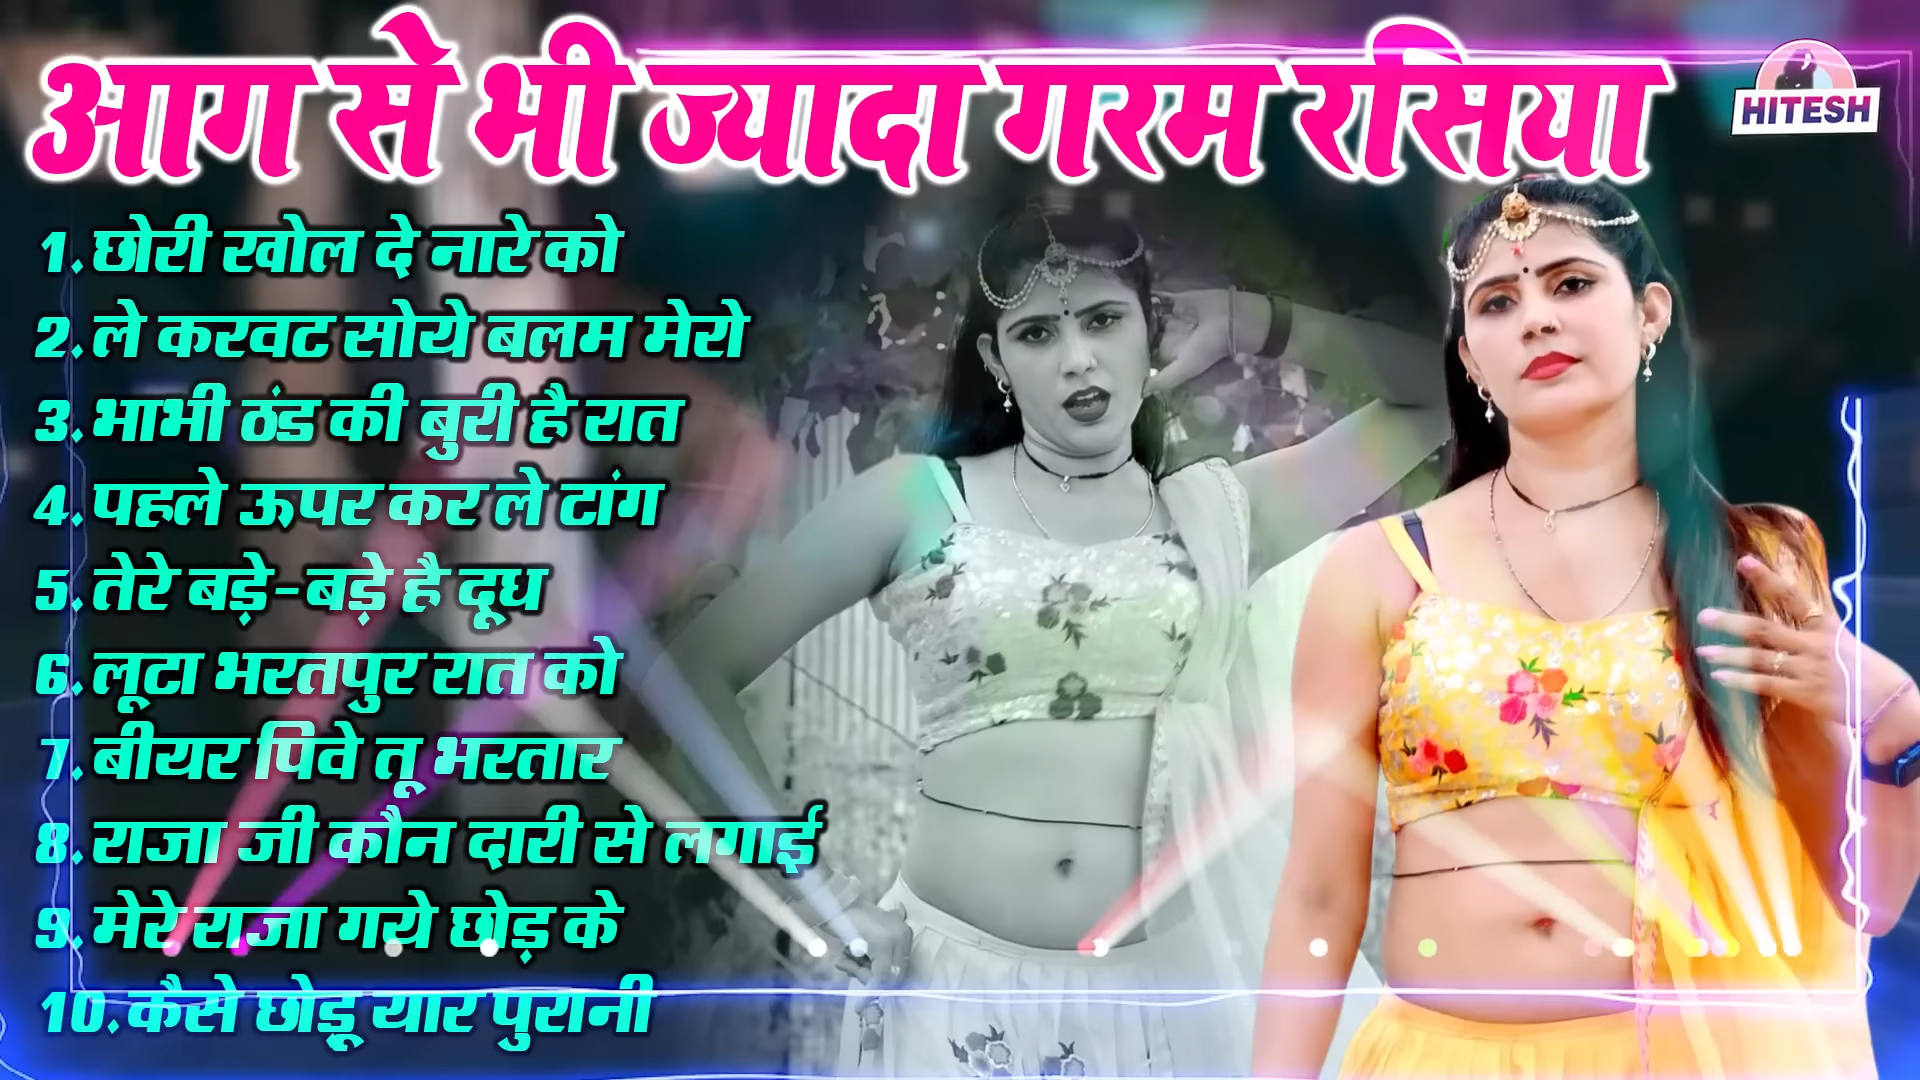 आग से भी ज्यादा गरम रसिया
HITESH
1. छोरी खोल दे नारे को
2. ले करवट सोये बलम मेरो
3. भाभी ठंड की बुरी है रात
4. पहले ऊपर कर ले टांग
5. तेरे बड़े-बड़े है दूध
6. लूटा भरतपुर रात को
7. बीयर पिवे तू भरतार
8. राजा जी कौन दारी से लगाई
9. मेरे राजा गये छोड़ के
10. कैसे छोडू यार पुरानी